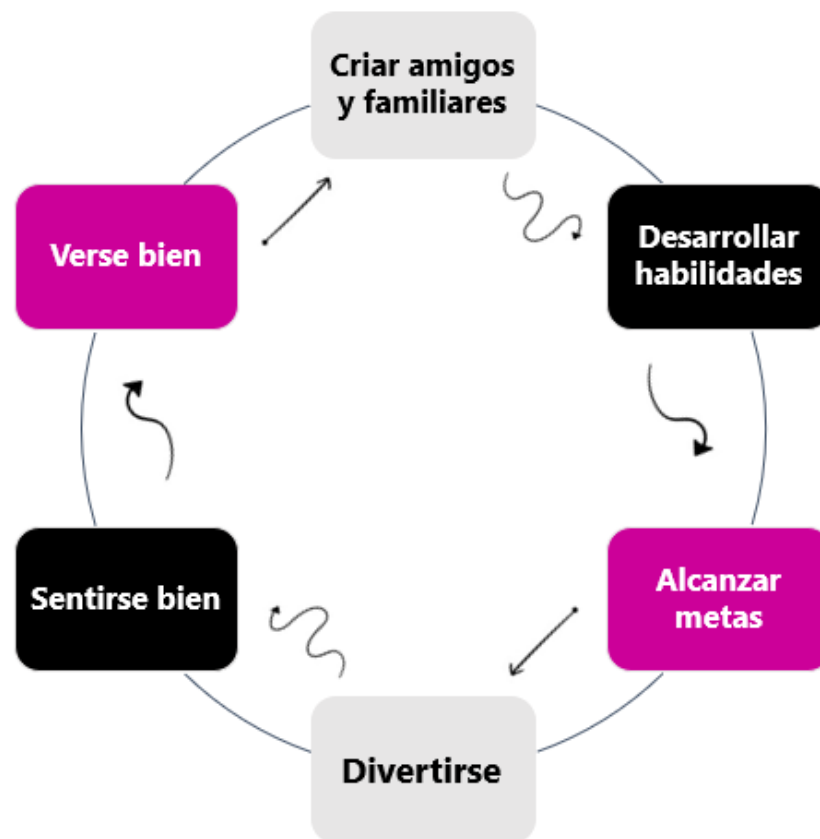 Criar amigos
y familiares
Desarrollar
habilidades
Alcanzar
metas
Divertirse
Sentirse bien
Verse bien